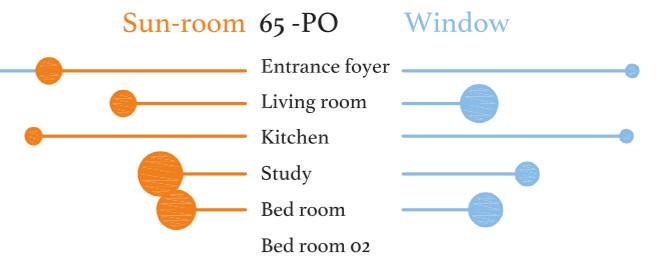 Sun-room 65 -PO Window
Entrance foyer
Living room
Kitchen
Study
Bed room
Bed room 02